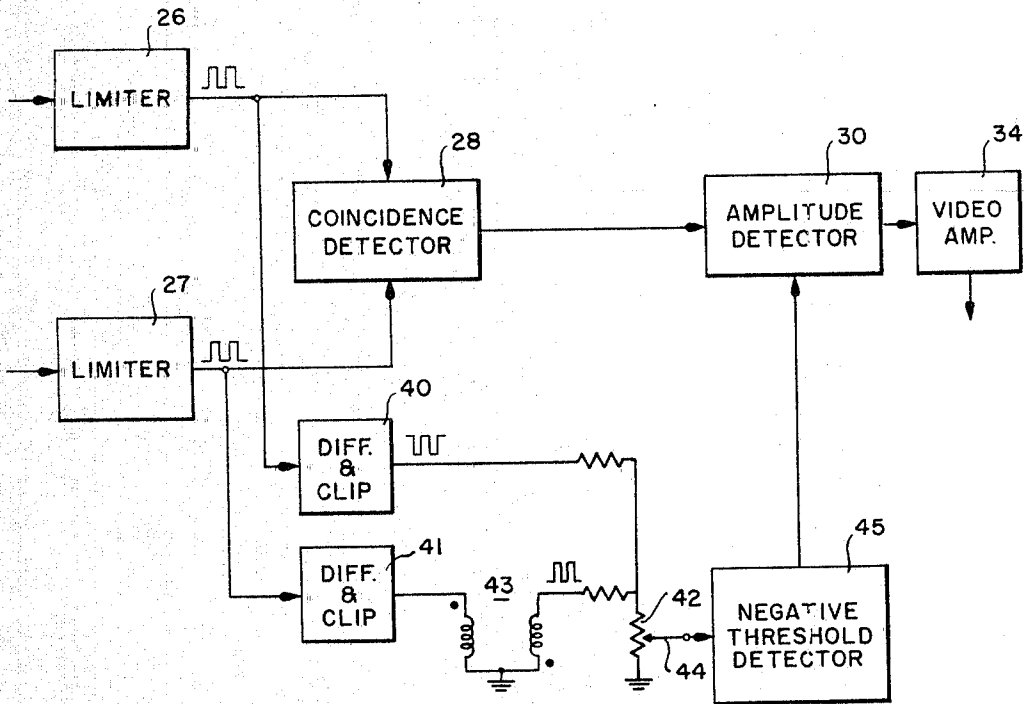 26
LIMITER
28
COINCIDENCE
DETECTOR
30
AMPLITUDE
DETECTOR
34
VIDEO
AMP.
27
LIMITER
40
DIFF.
&
CLIP
41
DIFF.
&
CLIP
43
42
44
45
NEGATIVE
THRESHOLD
DETECTOR